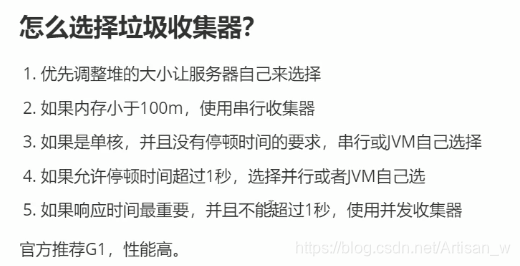 怎么选择垃圾收集器？
1. 优先调整堆的大小让服务器自己来选择
2. 如果内存小于100m，使用串行收集器
3. 如果是单核，并且没有停顿时间的要求，串行或JVM自己选择
4. 如果允许停顿时间超过1秒，选择并行或者JVM自己选
5. 如果响应时间最重要，并且不能超过1秒，使用并发收集器
官方推荐G1，性能高。
https://blog.csdn.net/Artisan_w